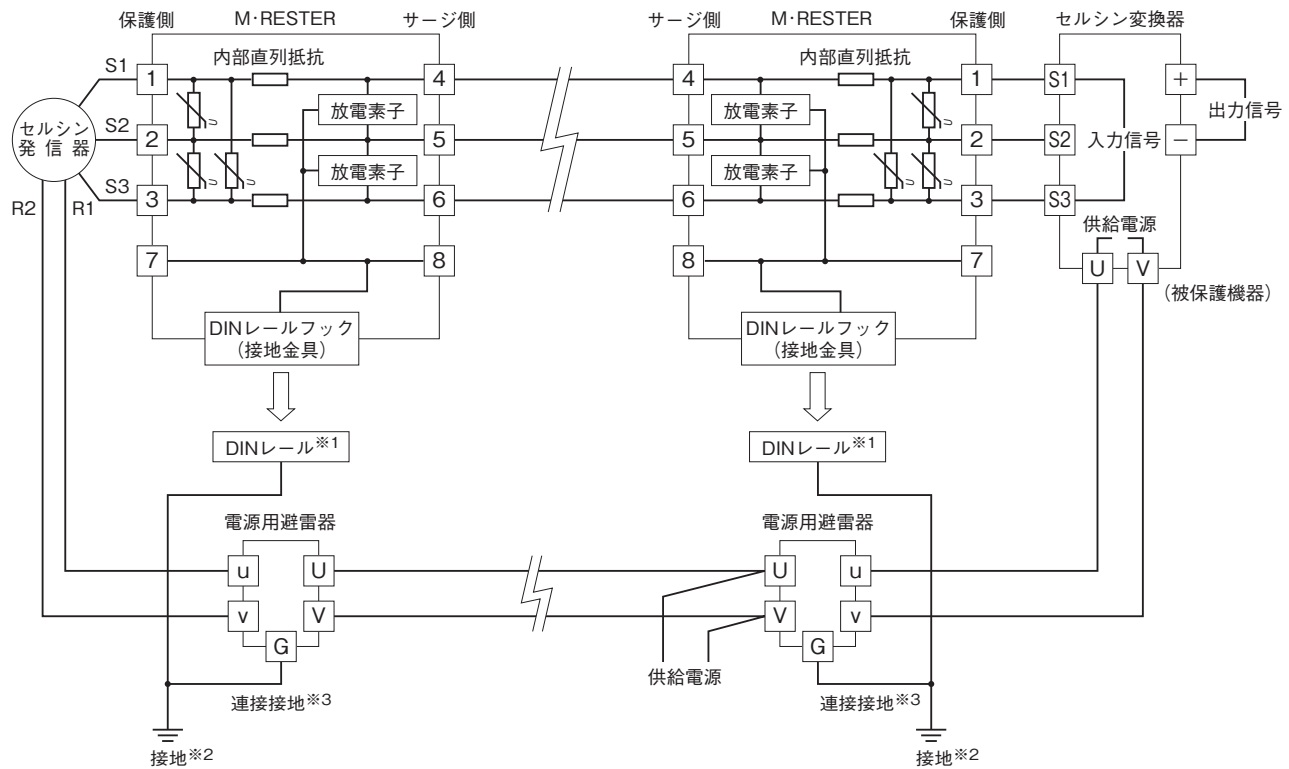 保護側 M·RESTER サージ側
サージ側 M·RESTER 保護側 セルシン変換器
内部直列抵抗
内部直列抵抗
S1
S2
S3
R2
R1
セルシン
発信器
1
2
3
7
4
5
6
8
放電素子
放電素子
U
U
U
DINレールフック
(接地金具)
4
5
6
8
1
2
3
7
放電素子
放電素子
U
U
U
DINレールフック
(接地金具)
S1
S2
S3
入力信号
+
−
出力信号
供給電源
U
V
(被保護機器)
DINレール※1
DINレール※1
電源用避雷器
電源用避雷器
u
U
v
V
G
U
u
V
v
G
供給電源
連接接地※3
連接接地※3
接地※2
接地※2